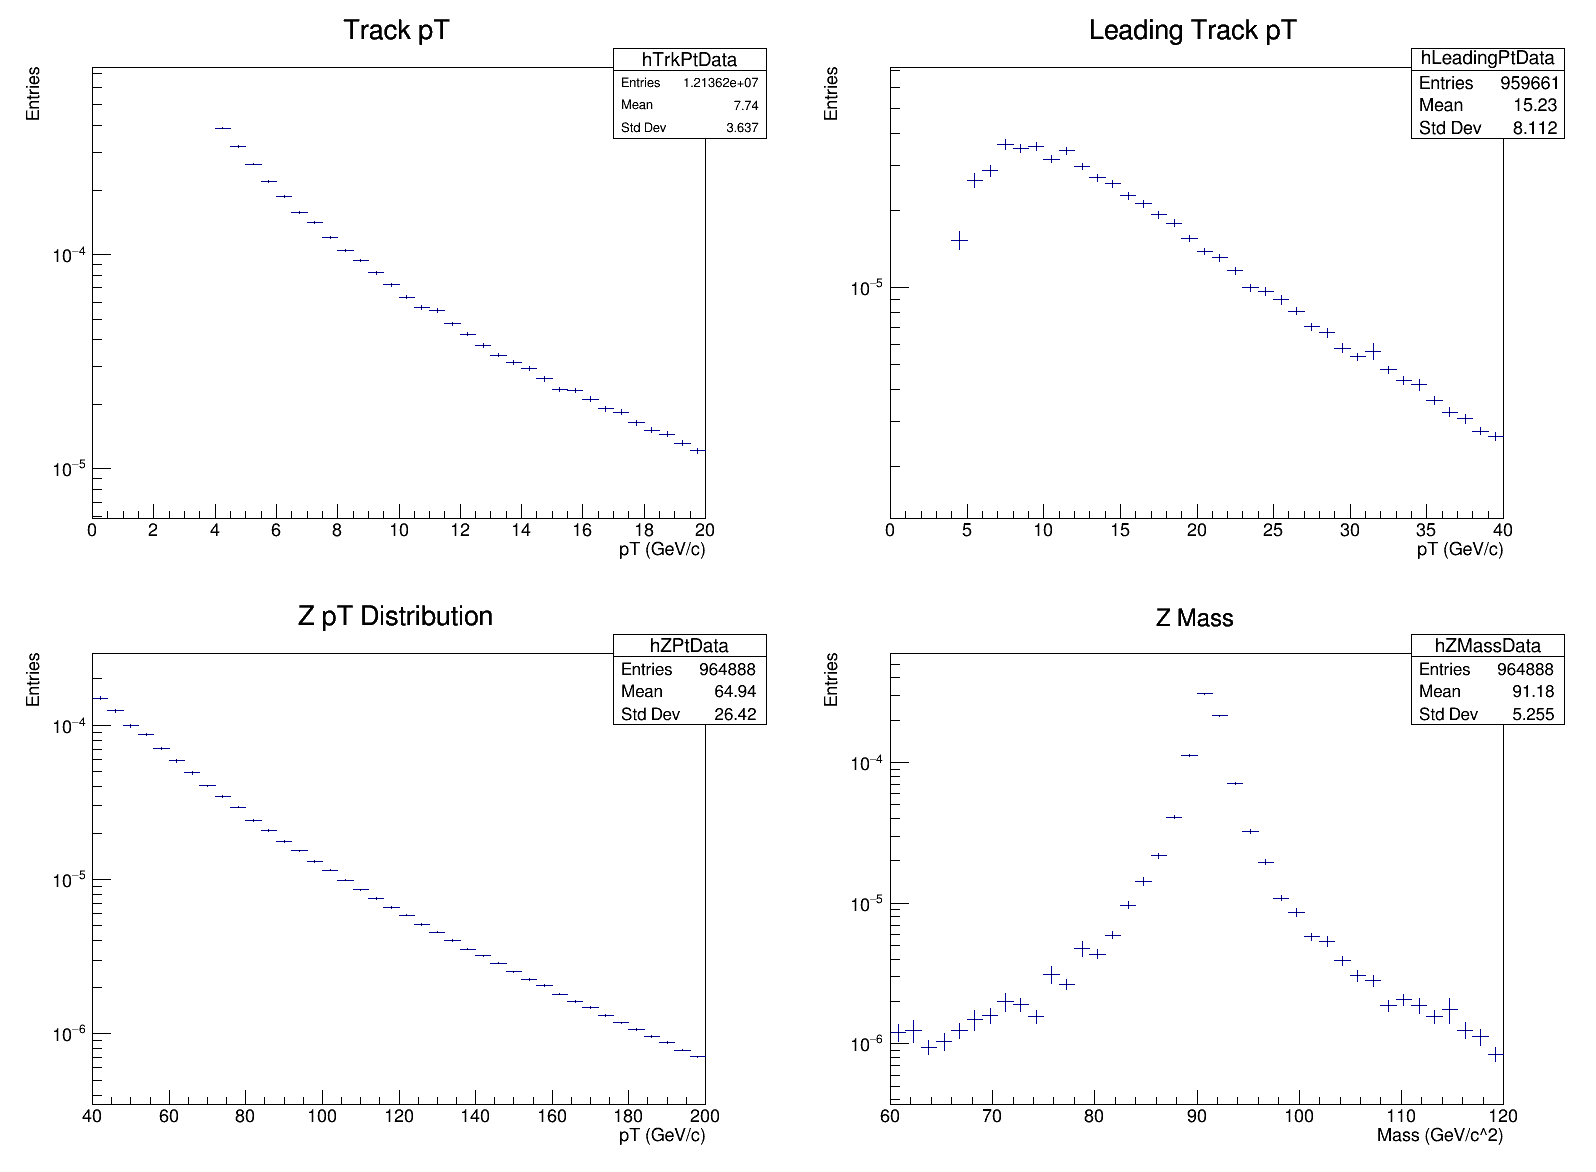 Track pT
Entries
hTrkPtData
Entries 1.21362e+07
Mean 7.74
Std Dev 3.637
10⁻⁴
10⁻⁵
0 2 4 6 8 10 12 14 16 18 20
pT (GeV/c)
Leading Track pT
Entries
hLeadingPtData
Entries 959661
Mean 15.23
Std Dev 8.112
10⁻⁵
0 5 10 15 20 25 30 35 40
pT (GeV/c)
Z pT Distribution
Entries
hZPtData
Entries 964888
Mean 64.94
Std Dev 26.42
10⁻⁴
10⁻⁵
10⁻⁶
40 60 80 100 120 140 160 180 200
pT (GeV/c)
Z Mass
Entries
hZMassData
Entries 964888
Mean 91.18
Std Dev 5.255
10⁻⁴
10⁻⁵
10⁻⁶
60 70 80 90 100 110 120
Mass (GeV/c^2)